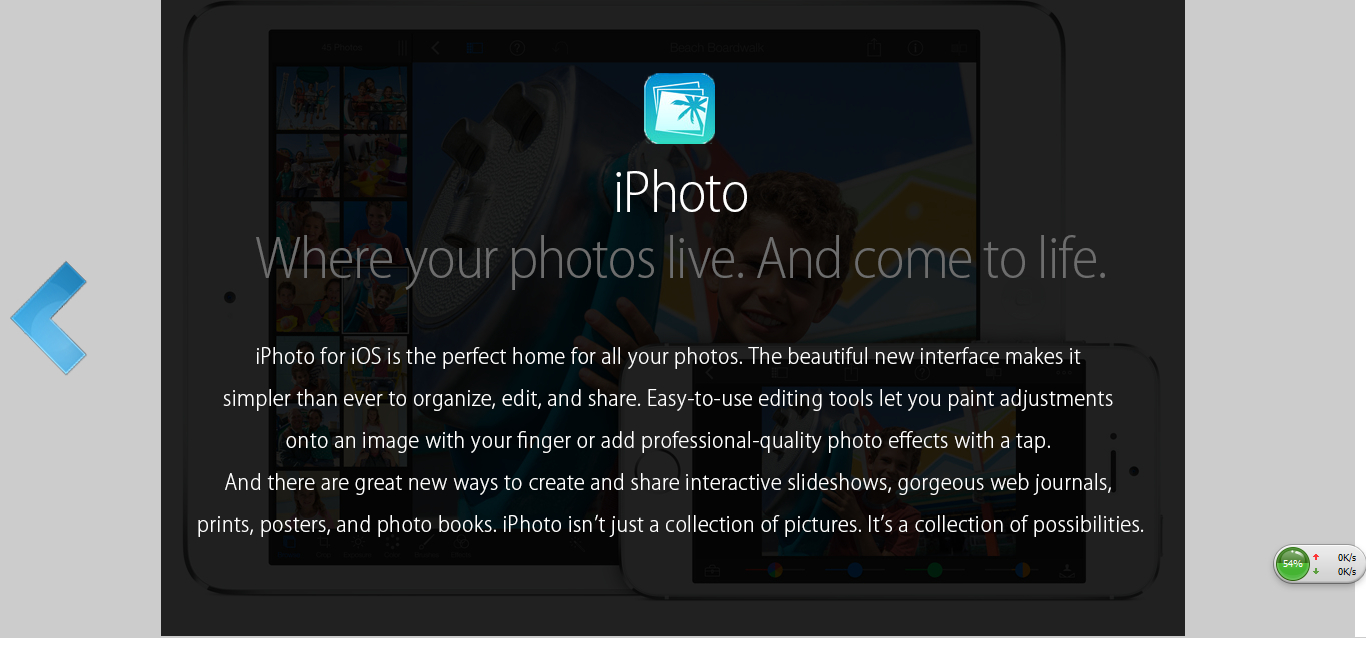 49 Photos
Beach Boardwalk
iPhoto
Where your photos live. And come to life.
iPhoto for iOS is the perfect home for all your photos. The beautiful new interface makes it
simpler than ever to organize, edit, and share. Easy-to-use editing tools let you paint adjustments
onto an image with your finger or add professional-quality photo effects with a tap.
And there are great new ways to create and share interactive slideshows, gorgeous web journals,
prints, posters, and photo books. iPhoto isn’t just a collection of pictures. It’s a collection of possibilities.
54%
0K/s
0K/s